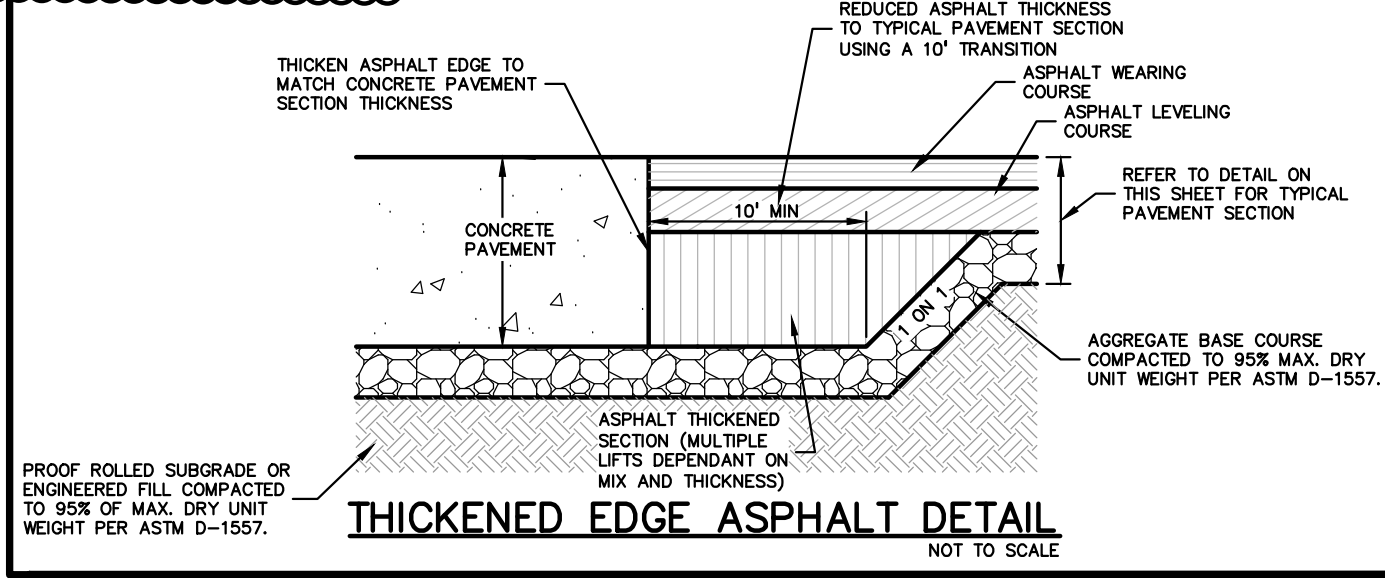 REDUCED ASPHALT THICKNESS
TO TYPICAL PAVEMENT SECTION
USING A 10' TRANSITION
THICKEN ASPHALT EDGE TO
MATCH CONCRETE PAVEMENT
SECTION THICKNESS
ASPHALT WEARING
COURSE
ASPHALT LEVELING
COURSE
REFER TO DETAIL ON
THIS SHEET FOR TYPICAL
PAVEMENT SECTION
10' MIN
CONCRETE
PAVEMENT
1 ON 1
AGGREGATE BASE COURSE
COMPACTED TO 95% MAX. DRY
UNIT WEIGHT PER ASTM D-1557.
ASPHALT THICKENED
SECTION (MULTIPLE
LIFTS DEPENDANT ON
MIX AND THICKNESS)
PROOF ROLLED SUBGRADE OR
ENGINEERED FILL COMPACTED
TO 95% OF MAX. DRY UNIT
WEIGHT PER ASTM D-1557.
THICKENED EDGE ASPHALT DETAIL
NOT TO SCALE